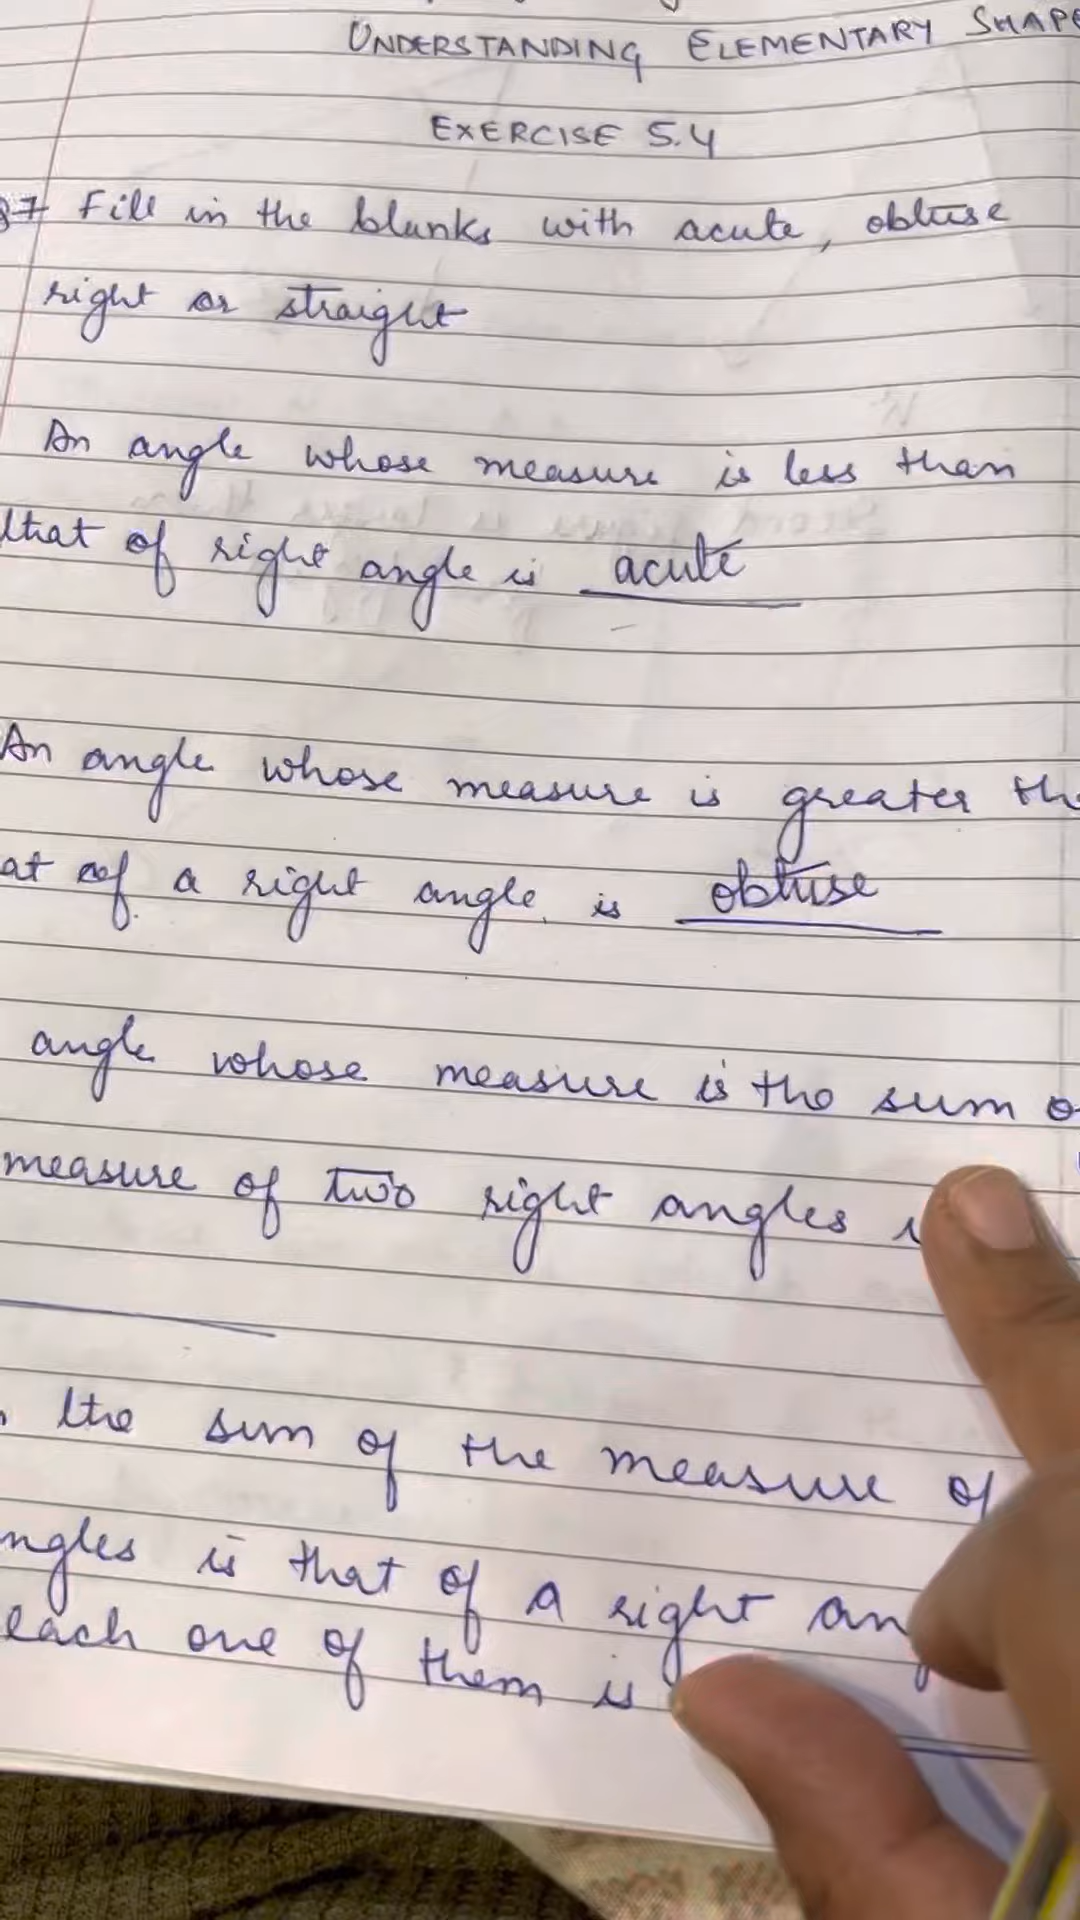 UNDERSTANDING ELEMENTARY SHAPE
EXERCISE 5.4
Fill in the blanks with acute, obtuse
right or straight
An angle whose measure is less than
that of right angle is acute
An angle whose measure is greater the
at of a right angle is obtuse
angle whose measure is the sum o
measure of two right angles
the sum of the measure of
ngles is that of a right an
each one of them is